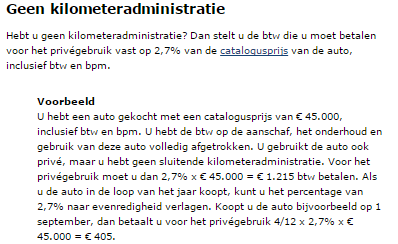 Geen kilometeradministratie
Hebt u geen kilometeradministratie? Dan stelt u de btw die u moet betalen
voor het privégebruik vast op 2,7% van de catalogusprijs van de auto,
inclusief btw en bpm.
Voorbeeld
U hebt een auto gekocht met een catalogusprijs van € 45.000,
inclusief btw en bpm. U hebt de btw op de aanschaf, het onderhoud en
gebruik van deze auto volledig afgetrokken. U gebruikt de auto ook
privé, maar u hebt geen sluitende kilometeradministratie. Voor het
privégebruik moet u dan 2,7% x € 45.000 = € 1.215 btw betalen. Als
u de auto in de loop van het jaar koopt, kunt u het percentage van
2,7% naar evenredigheid verlagen. Koopt u de auto bijvoorbeeld op 1
september, dan betaalt u voor het privégebruik 4/12 x 2,7% x €
45.000 = € 405.